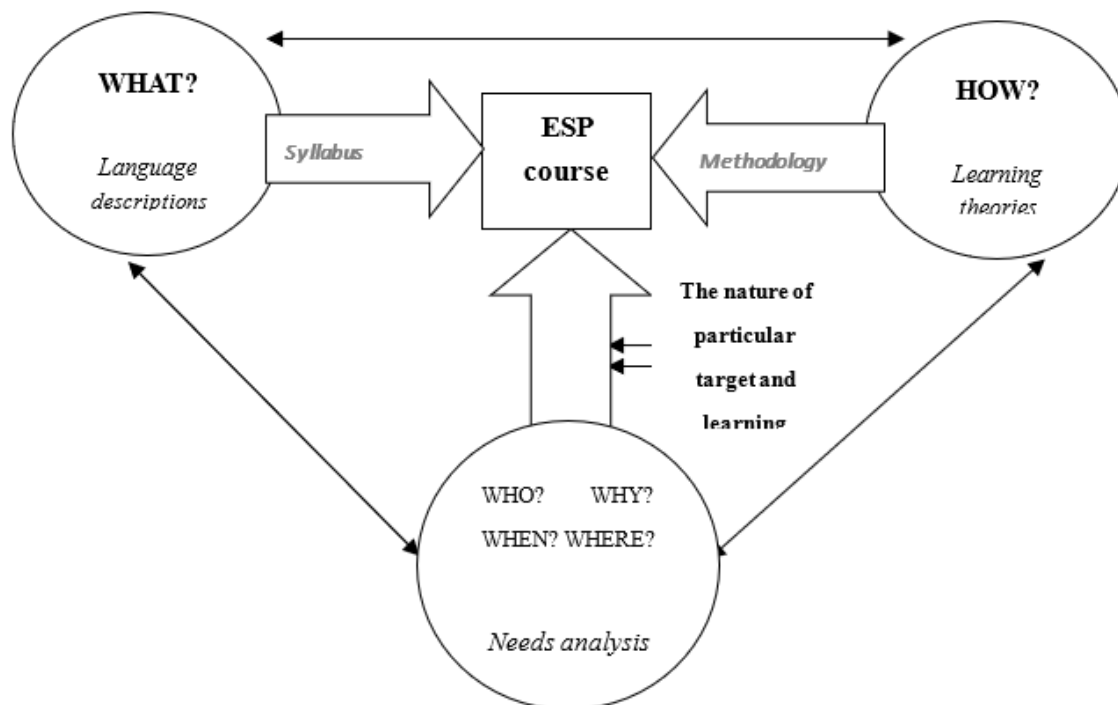 WHAT?
Language
descriptions
Syllabus
ESP
course
Methodology
HOW?
Learning
theories
The nature of
particular
target and
learning
WHO? WHY?
WHEN? WHERE?
Needs analysis